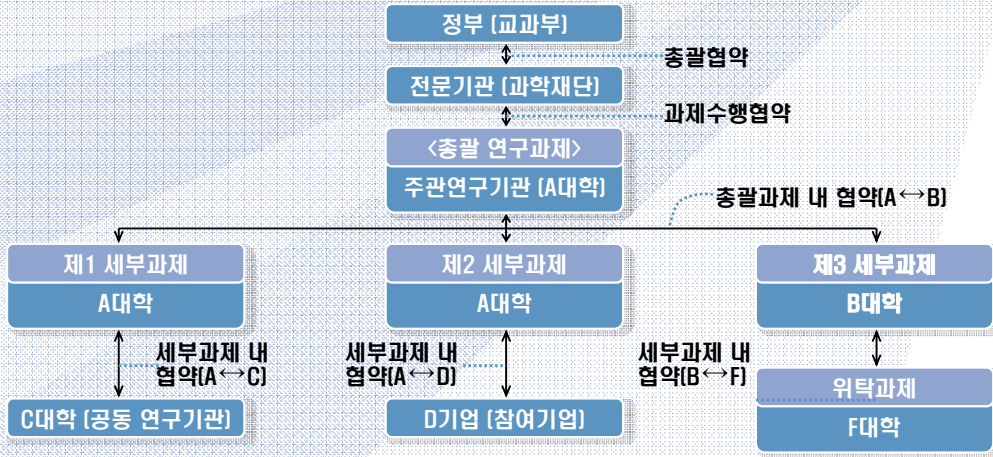 정부 (교과부)
총괄협약
전문기관 (과학재단)
과제수행협약
<총괄 연구과제>
주관연구기관 (A대학)
총괄과제 내 협약(A↔B)
제1 세부과제
A대학
제2 세부과제
A대학
제3 세부과제
B대학
세부과제 내
협약(A↔C)
세부과제 내
협약(A↔D)
세부과제 내
협약(B↔F)
C대학 (공동 연구기관)
D기업 (참여기업)
위탁과제
F대학